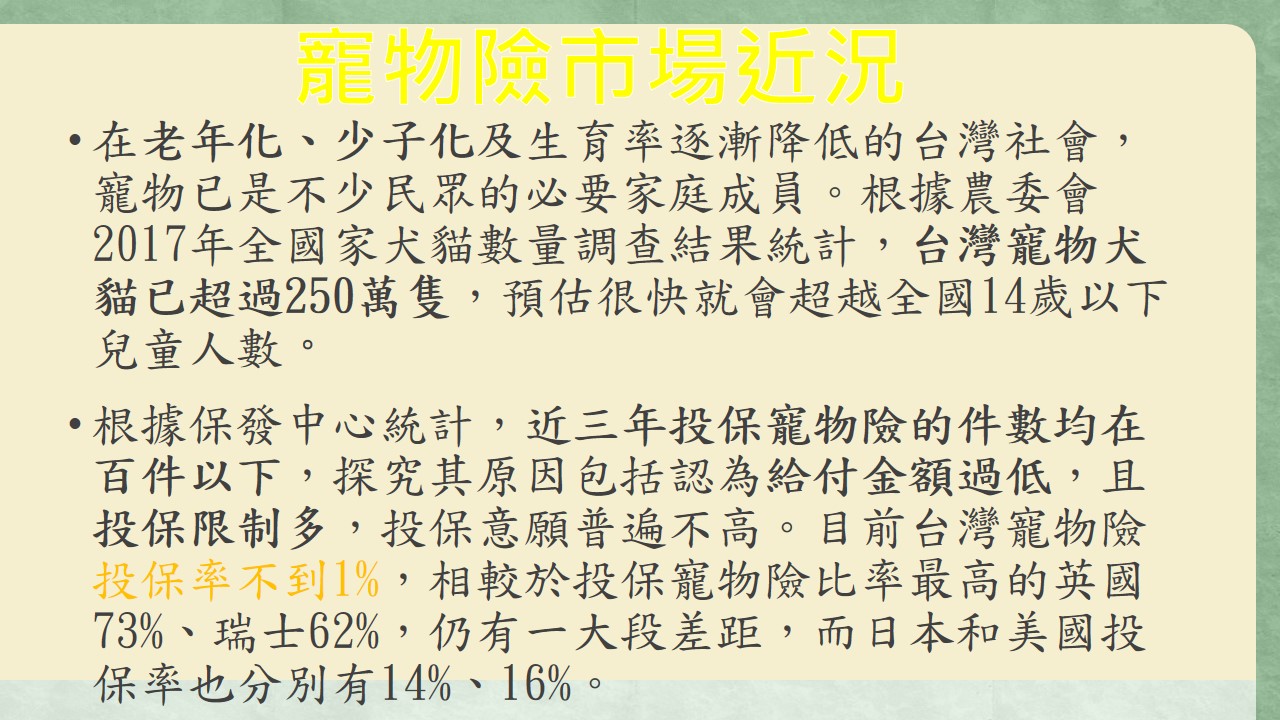 寵物險市場近況
•在老年化、少子化及生育率逐漸降低的台灣社會，
寵物已是不少民眾的必要家庭成員。根據農委會
2017年全國家犬貓數量調查結果統計，台灣寵物犬
貓已超過250萬隻，預估很快就會超越全國14歲以下
兒童人數。
•根據保發中心統計，近三年投保寵物險的件數均在
百件以下，探究其原因包括認為給付金額過低，且
投保限制多，投保意願普遍不高。目前台灣寵物險
投保率不到1%，相較於投保寵物險比率最高的英國
73%、瑞士62%，仍有一大段差距，而日本和美國投
保率也分別有14%、16%。